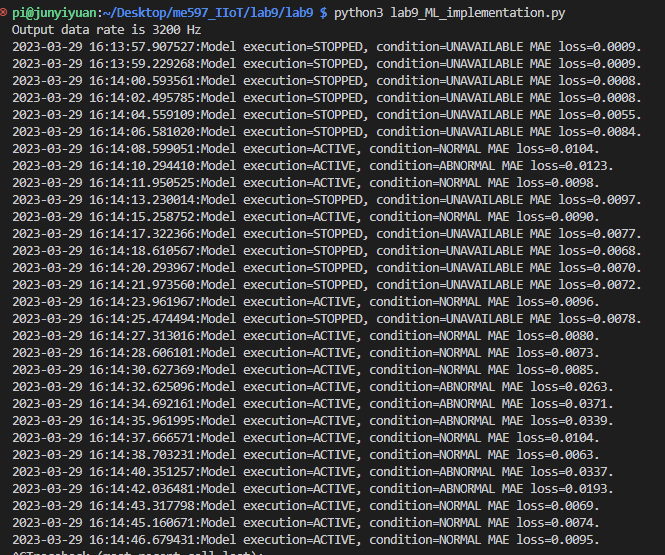 pi@junyiyuan:~/Desktop/me597_IIoT/lab9/lab9 $ python3 lab9_ML_implementation.py
Output data rate is 3200 Hz
2023-03-29 16:13:57.907527:Model execution=STOPPED, condition=UNAVAILABLE MAE loss=0.0009.
2023-03-29 16:13:59.229268:Model execution=STOPPED, condition=UNAVAILABLE MAE loss=0.0009.
2023-03-29 16:14:00.593561:Model execution=STOPPED, condition=UNAVAILABLE MAE loss=0.0008.
2023-03-29 16:14:02.495785:Model execution=STOPPED, condition=UNAVAILABLE MAE loss=0.0008.
2023-03-29 16:14:04.559109:Model execution=STOPPED, condition=UNAVAILABLE MAE loss=0.0055.
2023-03-29 16:14:06.581020:Model execution=STOPPED, condition=UNAVAILABLE MAE loss=0.0084.
2023-03-29 16:14:08.599051:Model execution=ACTIVE, condition=NORMAL MAE loss=0.0104.
2023-03-29 16:14:10.294410:Model execution=ACTIVE, condition=ABNORMAL MAE loss=0.0123.
2023-03-29 16:14:11.950525:Model execution=ACTIVE, condition=NORMAL MAE loss=0.0098.
2023-03-29 16:14:13.230014:Model execution=STOPPED, condition=UNAVAILABLE MAE loss=0.0097.
2023-03-29 16:14:15.258752:Model execution=ACTIVE, condition=NORMAL MAE loss=0.0090.
2023-03-29 16:14:17.322366:Model execution=STOPPED, condition=UNAVAILABLE MAE loss=0.0077.
2023-03-29 16:14:18.610567:Model execution=STOPPED, condition=UNAVAILABLE MAE loss=0.0068.
2023-03-29 16:14:20.293967:Model execution=STOPPED, condition=UNAVAILABLE MAE loss=0.0070.
2023-03-29 16:14:21.973560:Model execution=STOPPED, condition=UNAVAILABLE MAE loss=0.0072.
2023-03-29 16:14:23.961967:Model execution=ACTIVE, condition=NORMAL MAE loss=0.0096.
2023-03-29 16:14:25.474494:Model execution=STOPPED, condition=UNAVAILABLE MAE loss=0.0078.
2023-03-29 16:14:27.313016:Model execution=ACTIVE, condition=NORMAL MAE loss=0.0080.
2023-03-29 16:14:28.606101:Model execution=ACTIVE, condition=NORMAL MAE loss=0.0073.
2023-03-29 16:14:30.627369:Model execution=ACTIVE, condition=NORMAL MAE loss=0.0085.
2023-03-29 16:14:32.625096:Model execution=ACTIVE, condition=ABNORMAL MAE loss=0.0263.
2023-03-29 16:14:34.692161:Model execution=ACTIVE, condition=ABNORMAL MAE loss=0.0371.
2023-03-29 16:14:35.961995:Model execution=ACTIVE, condition=ABNORMAL MAE loss=0.0339.
2023-03-29 16:14:37.666571:Model execution=ACTIVE, condition=NORMAL MAE loss=0.0104.
2023-03-29 16:14:38.703231:Model execution=ACTIVE, condition=NORMAL MAE loss=0.0063.
2023-03-29 16:14:40.351257:Model execution=ACTIVE, condition=ABNORMAL MAE loss=0.0337.
2023-03-29 16:14:42.036481:Model execution=ACTIVE, condition=ABNORMAL MAE loss=0.0193.
2023-03-29 16:14:43.317798:Model execution=ACTIVE, condition=NORMAL MAE loss=0.0069.
2023-03-29 16:14:45.160671:Model execution=ACTIVE, condition=NORMAL MAE loss=0.0074.
2023-03-29 16:14:46.679431:Model execution=ACTIVE, condition=NORMAL MAE loss=0.0095.
^CTraceback (most recent call last):